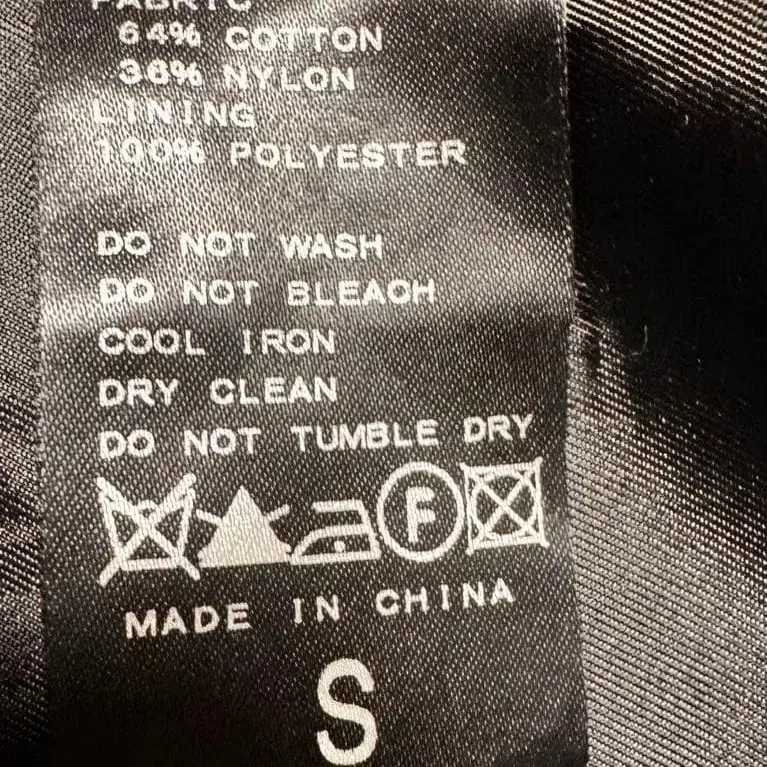 FABRIC
64% COTTON
36% NYLON
LINING
100% POLYESTER
DO NOT WASH
DO NOT BLEACH
COOL IRON
DRY CLEAN
DO NOT TUMBLE DRY
F
MADE IN CHINA
S